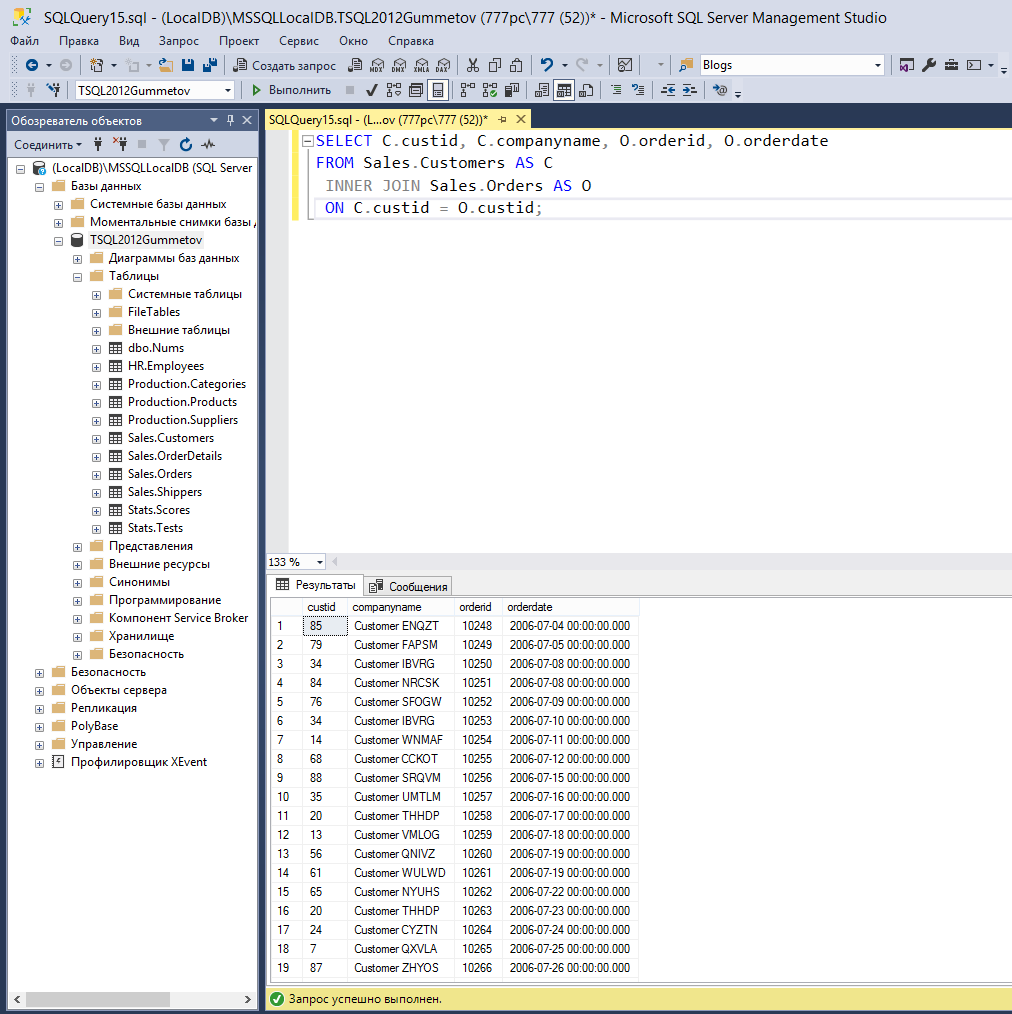 SQLQuery15.sql - (LocalDB)\MSSQLLocalDB.TSQL2012Gummetov (777pc\777 (52))* - Microsoft SQL Server Management Studio
Файл Правка Вид Запрос Проект Сервис Окно Справка
Создать запрос MDX DMX XMLA DAX Blogs
TSQL2012Gummetov Выполнить
Обозреватель объектов
Соединить
(LocalDB)\MSSQLLocalDB (SQL Server
Базы данных
Системные базы данных
Моментальные снимки базы
TSQL2012Gummetov
Диаграммы баз данных
Таблицы
Системные таблицы
FileTables
Внешние таблицы
dbo.Nums
HR.Employees
Production.Categories
Production.Products
Production.Suppliers
Sales.Customers
Sales.OrderDetails
Sales.Orders
Sales.Shippers
Stats.Scores
Stats.Tests
Представления
Внешние ресурсы
Синонимы
Программирование
Компонент Service Broker
Хранилище
Безопасность
Безопасность
Объекты сервера
Репликация
PolyBase
Управление
Профилировщик XEvent
SQLQuery15.sql - (L...ov (777pc\777 (52))*
SELECT C.custid, C.companyname, O.orderid, O.orderdate
FROM Sales.Customers AS C
INNER JOIN Sales.Orders AS O
ON C.custid = O.custid;
133 %
Результаты Сообщения
custid companyname orderid orderdate
1 85 Customer ENQZT 10248 2006-07-04 00:00:00.000
2 79 Customer FAPSM 10249 2006-07-05 00:00:00.000
3 34 Customer IBVRG 10250 2006-07-08 00:00:00.000
4 84 Customer NRCSK 10251 2006-07-08 00:00:00.000
5 76 Customer SFOGW 10252 2006-07-09 00:00:00.000
6 34 Customer IBVRG 10253 2006-07-10 00:00:00.000
7 14 Customer WNMAF 10254 2006-07-11 00:00:00.000
8 68 Customer CCKOT 10255 2006-07-12 00:00:00.000
9 88 Customer SRQVM 10256 2006-07-15 00:00:00.000
10 35 Customer UMTLM 10257 2006-07-16 00:00:00.000
11 20 Customer THHDP 10258 2006-07-17 00:00:00.000
12 13 Customer VMLOG 10259 2006-07-18 00:00:00.000
13 56 Customer QNIVZ 10260 2006-07-19 00:00:00.000
14 61 Customer WULWD 10261 2006-07-19 00:00:00.000
15 65 Customer NYUHS 10262 2006-07-22 00:00:00.000
16 20 Customer THHDP 10263 2006-07-23 00:00:00.000
17 24 Customer CYZTN 10264 2006-07-24 00:00:00.000
18 7 Customer QXVLA 10265 2006-07-25 00:00:00.000
19 87 Customer ZHYOS 10266 2006-07-26 00:00:00.000
Запрос успешно выполнен.